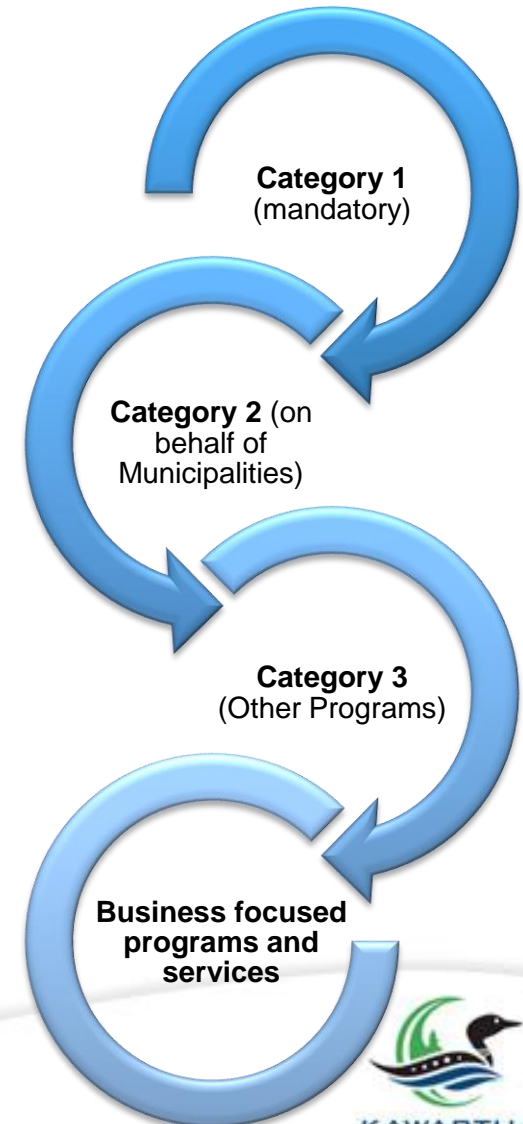 Category 1
(mandatory)
Category 2 (on
behalf of
Municipalities)
Category 3
(Other Programs)
Business focused
programs and
services